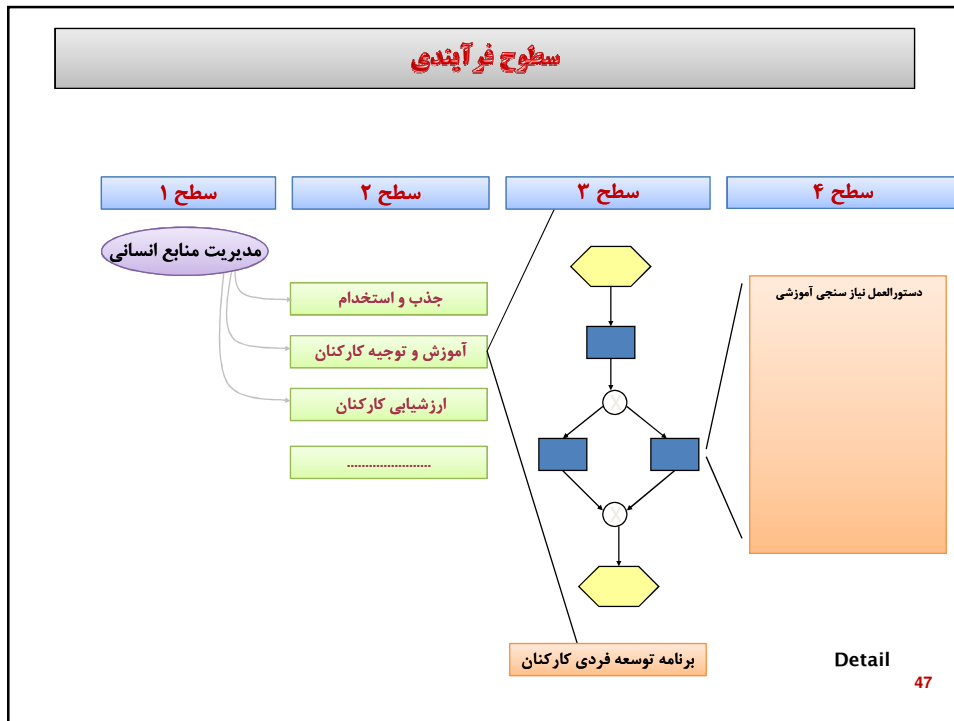 سطوح فرآیندی
سطح ۱
سطح ۲
سطح ۳
سطح ۴
مدیریت منابع انسانی
جذب و استخدام
آموزش و توجیه کارکنان
ارزشیابی کارکنان
.......................
X
X
دستورالعمل نیاز سنجی آموزشی
برنامه توسعه فردی کارکنان
Detail
47